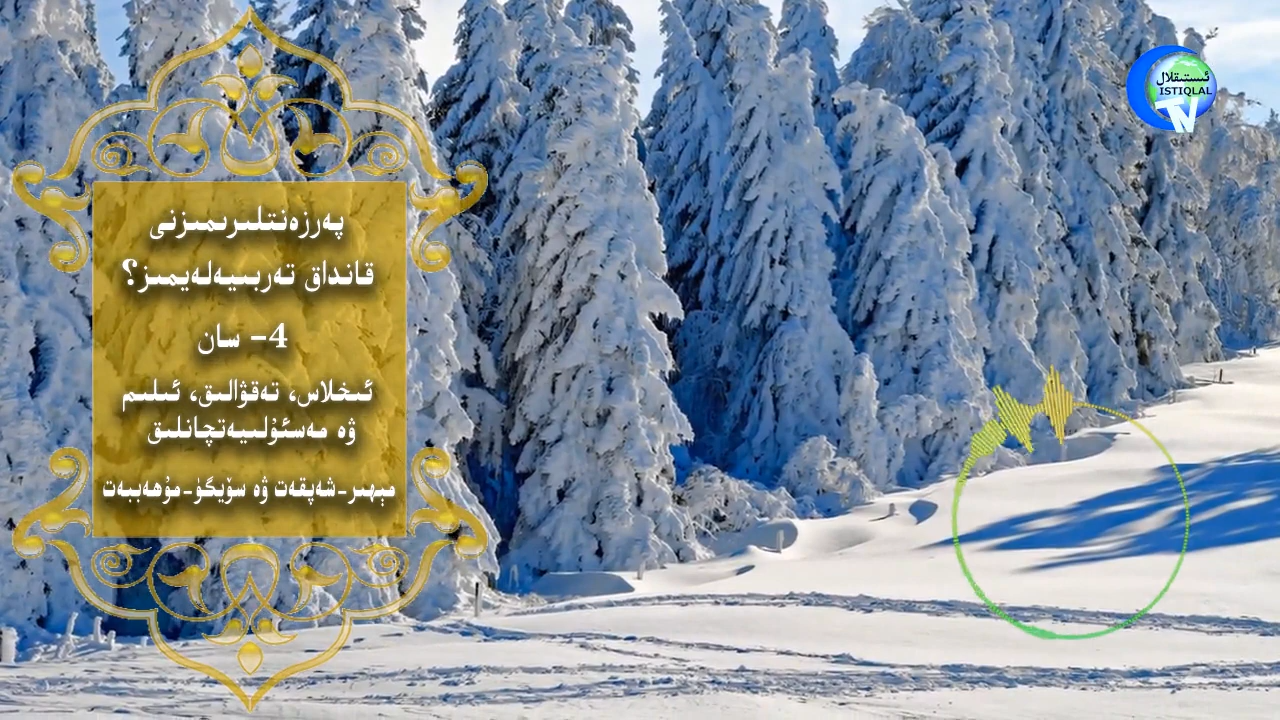 پەرزەنتلىرىمىزنى
قانداق تەربىيەلەيمىز؟
4- سان
ئىخلاس، تەقۋالىق، ئىلىم
ۋە مەسئۇلىيەتچانلىق
مېھىر-شەپقەت ۋە سۆيگۈ-مۇھەببەت
ئىستىقلال
ISTIQLAL
TV